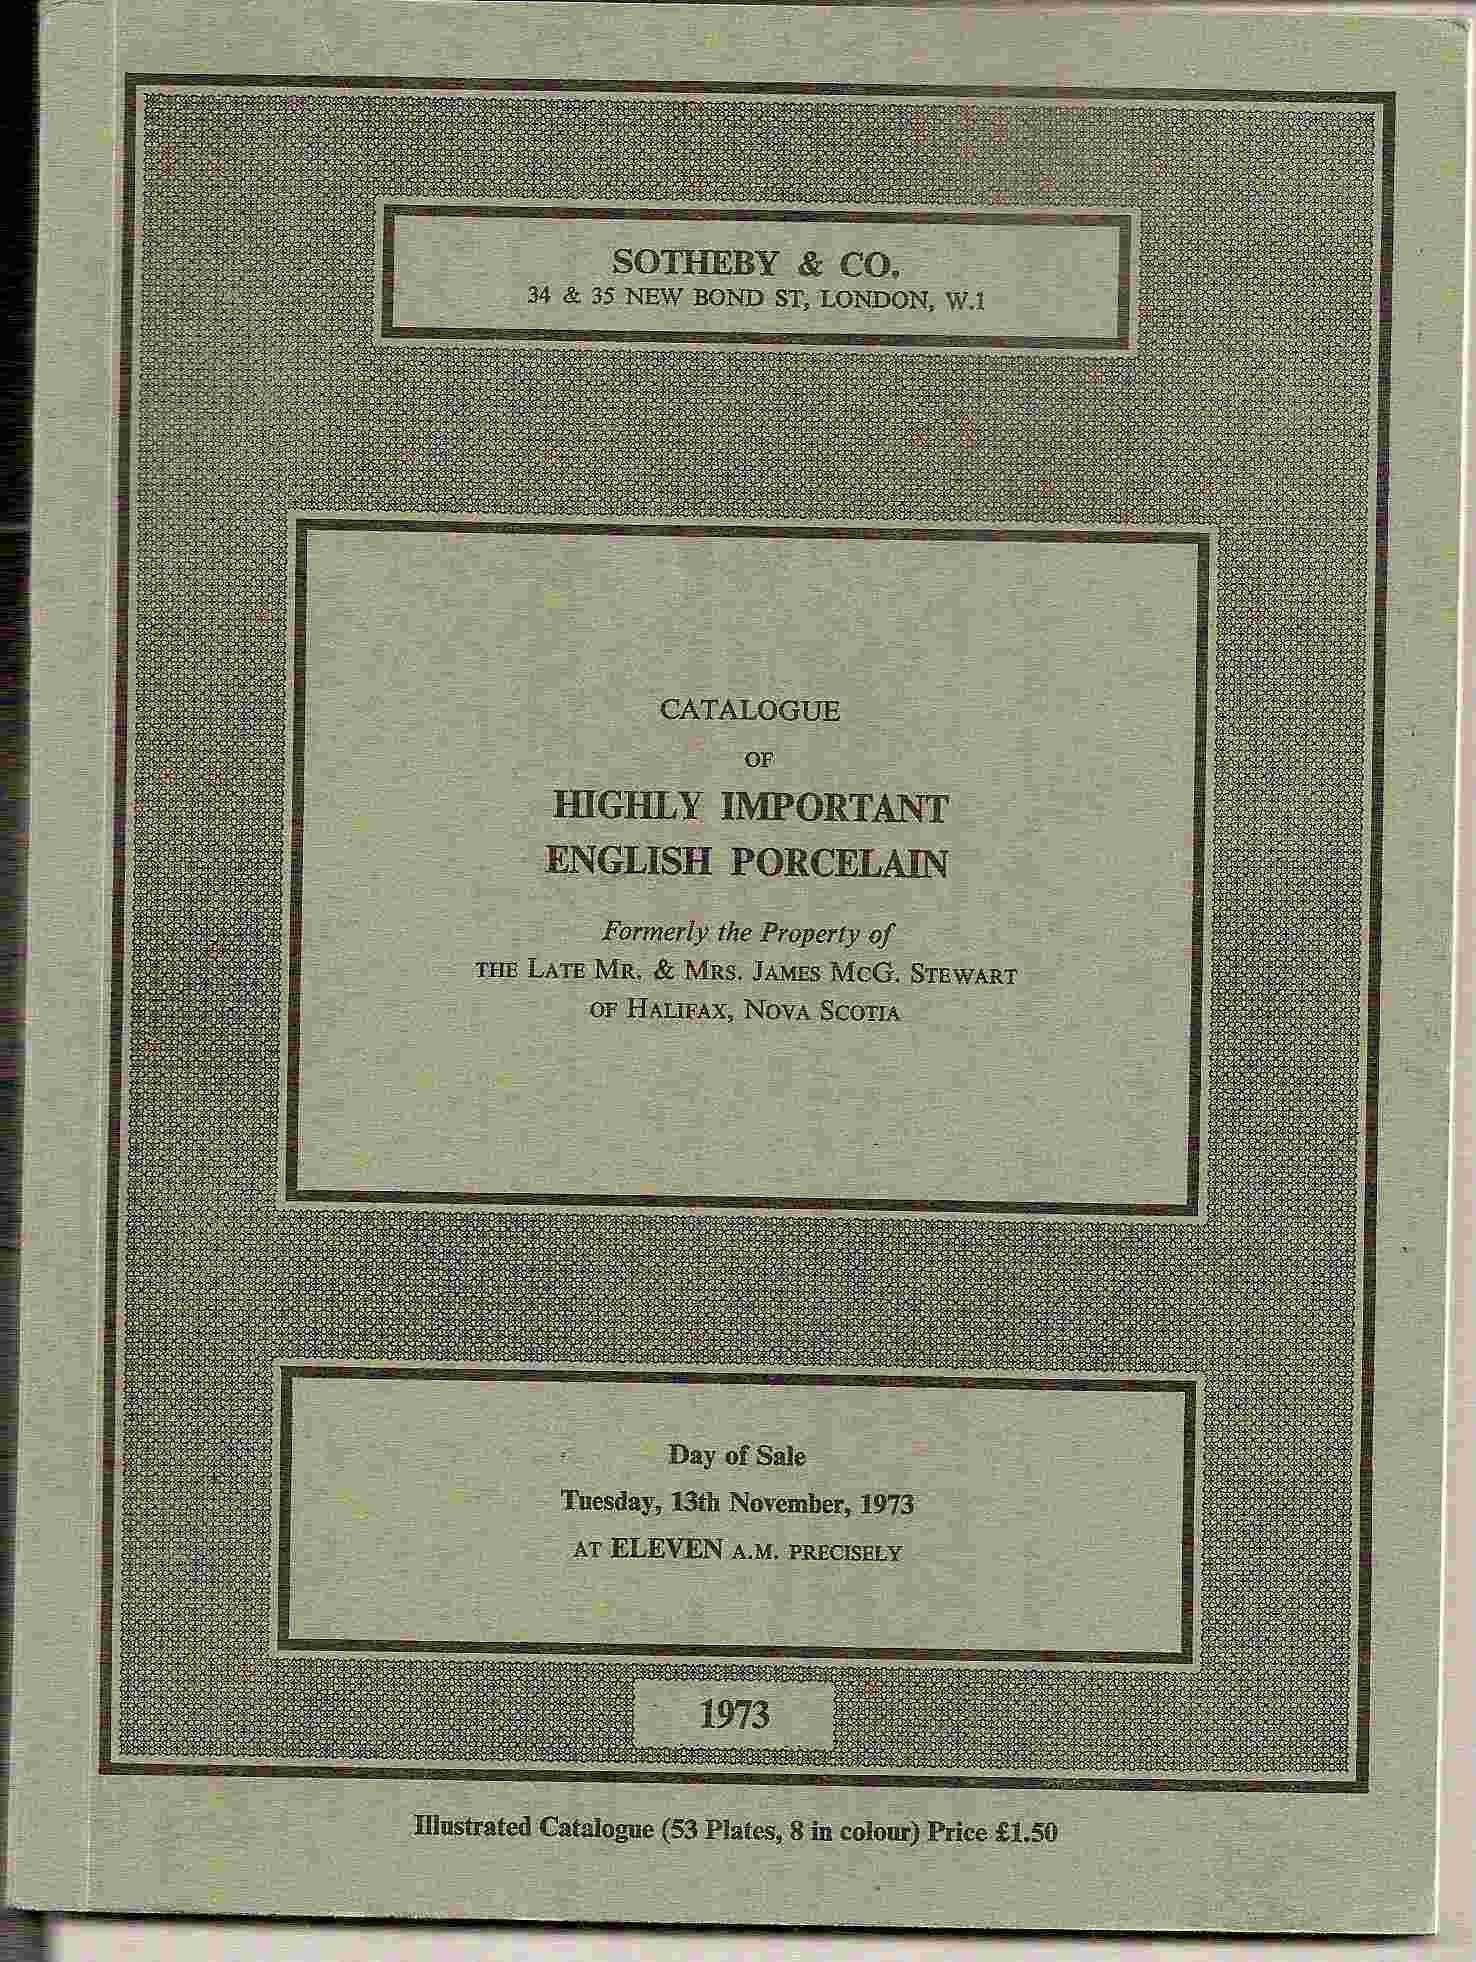 SOTHEBY & CO.
34 & 35 NEW BOND ST, LONDON, W.1
CATALOGUE
OF
HIGHLY IMPORTANT
ENGLISH PORCELAIN
Formerly the Property of
THE LATE MR. & MRS. JAMES MCG. STEWART
OF HALIFAX, NOVA SCOTIA
Day of Sale
Tuesday, 13th November, 1973
AT ELEVEN A.M. PRECISELY
1973
Illustrated Catalogue (53 Plates, 8 in colour) Price £1.50